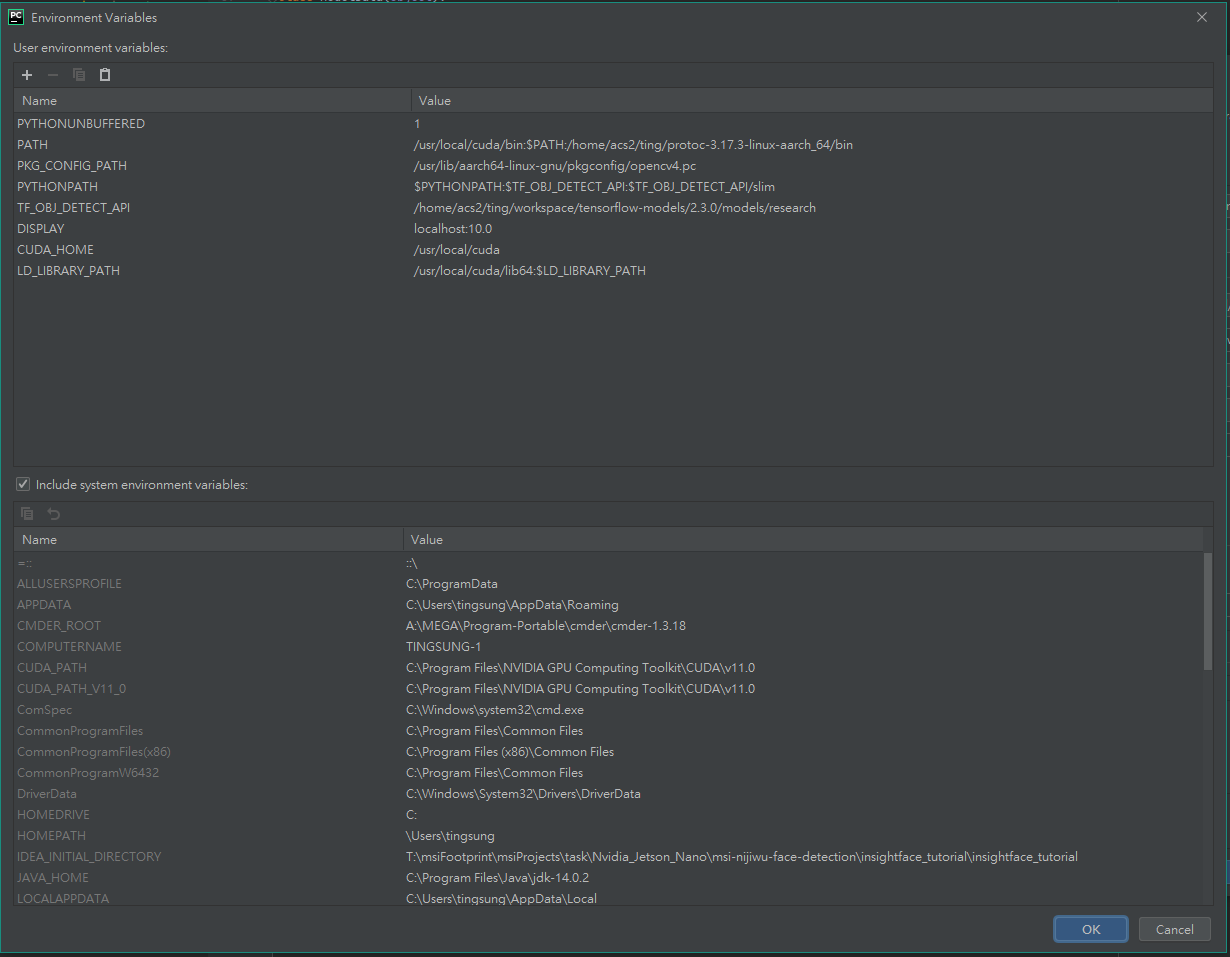 PC Environment Variables
User environment variables:
Name Value
PYTHONUNBUFFERED 1
PATH /usr/local/cuda/bin:$PATH:/home/acs2/ting/protoc-3.17.3-linux-aarch_64/bin
PKG_CONFIG_PATH /usr/lib/aarch64-linux-gnu/pkgconfig/opencv4.pc
PYTHONPATH $PYTHONPATH:$TF_OBJ_DETECT_API:$TF_OBJ_DETECT_API/slim
TF_OBJ_DETECT_API /home/acs2/ting/workspace/tensorflow-models/2.3.0/models/research
DISPLAY localhost:10.0
CUDA_HOME /usr/local/cuda
LD_LIBRARY_PATH /usr/local/cuda/lib64:$LD_LIBRARY_PATH
Include system environment variables:
Name Value
=:: ::\
ALLUSERSPROFILE C:\ProgramData
APPDATA C:\Users\tingsung\AppData\Roaming
CMDER_ROOT A:\MEGA\Program-Portable\cmder\cmder-1.3.18
COMPUTERNAME TINGSUNG-1
CUDA_PATH C:\Program Files\NVIDIA GPU Computing Toolkit\CUDA\v11.0
CUDA_PATH_V11_0 C:\Program Files\NVIDIA GPU Computing Toolkit\CUDA\v11.0
ComSpec C:\Windows\system32\cmd.exe
CommonProgramFiles C:\Program Files\Common Files
CommonProgramFiles(x86) C:\Program Files (x86)\Common Files
CommonProgramW6432 C:\Program Files\Common Files
DriverData C:\Windows\System32\Drivers\DriverData
HOMEDRIVE C:
HOMEPATH \Users\tingsung
IDEA_INITIAL_DIRECTORY T:\msiFootprint\msiProjects\task\Nvidia_Jetson_Nano\msi-nijiwu-face-detection\insightface_tutorial\insightface_tutorial
JAVA_HOME C:\Program Files\Java\jdk-14.0.2
LOCALAPPDATA C:\Users\tingsung\AppData\Local
OK Cancel